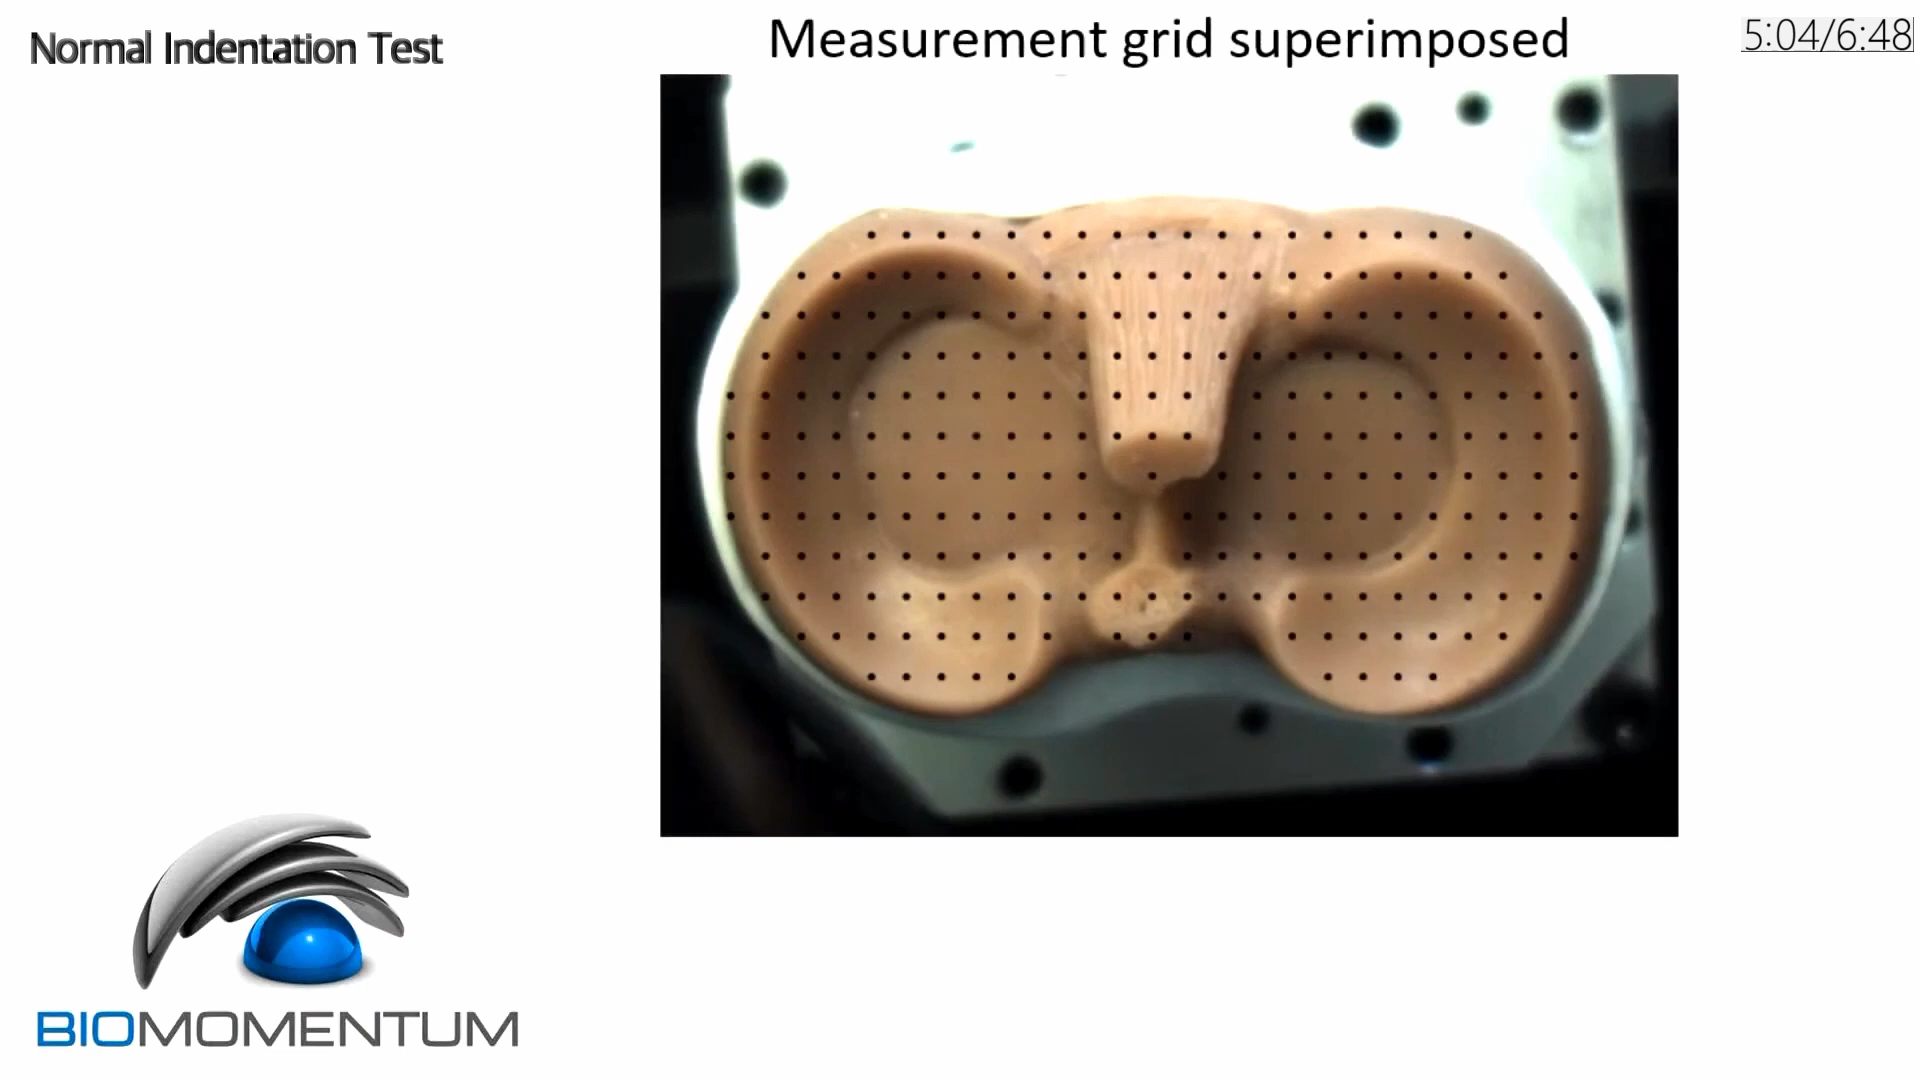 Normal Indentation Test
Measurement grid superimposed
5:04/6:48
BIOMOMENTUM